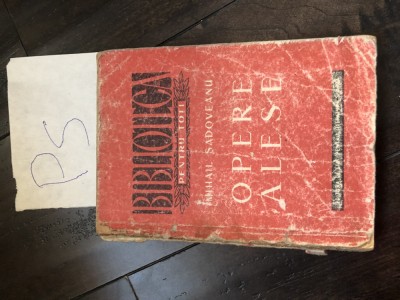 PS
BIBLIOTECA
PENTRU TOȚI
MIHAIL SADOVEANU
OPERE
ALESE